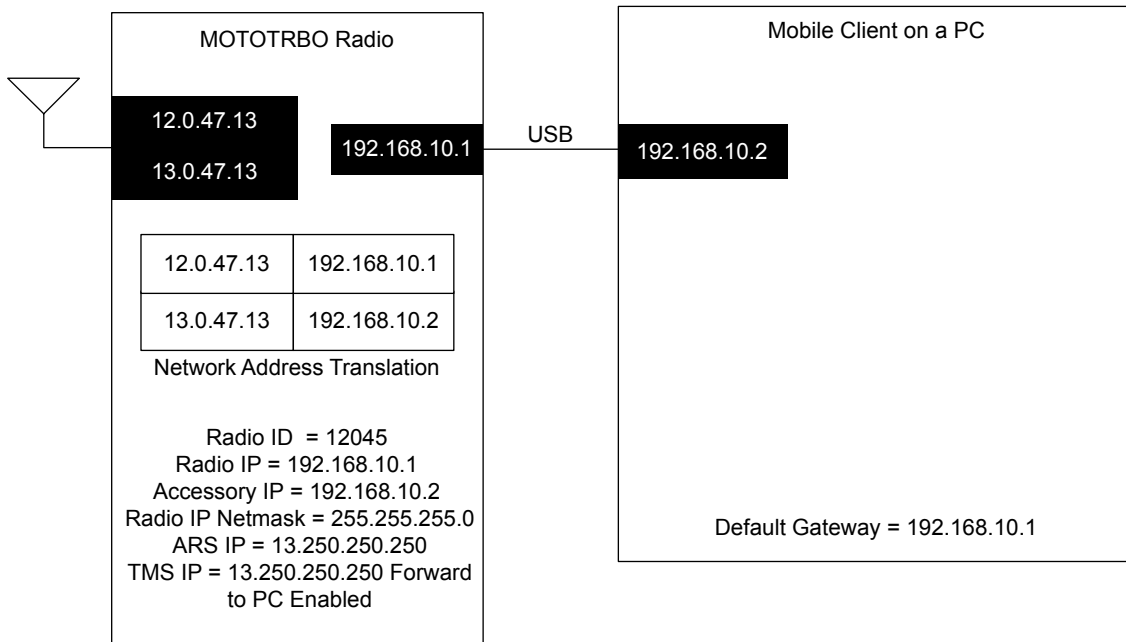 MOTOTRBO Radio
12.0.47.13
13.0.47.13
192.168.10.1
USB
Mobile Client on a PC
192.168.10.2
12.0.47.13 192.168.10.1
13.0.47.13 192.168.10.2
Network Address Translation
Radio ID = 12045
Radio IP = 192.168.10.1
Accessory IP = 192.168.10.2
Radio IP Netmask = 255.255.255.0
ARS IP = 13.250.250.250
TMS IP = 13.250.250.250 Forward
to PC Enabled
Default Gateway = 192.168.10.1